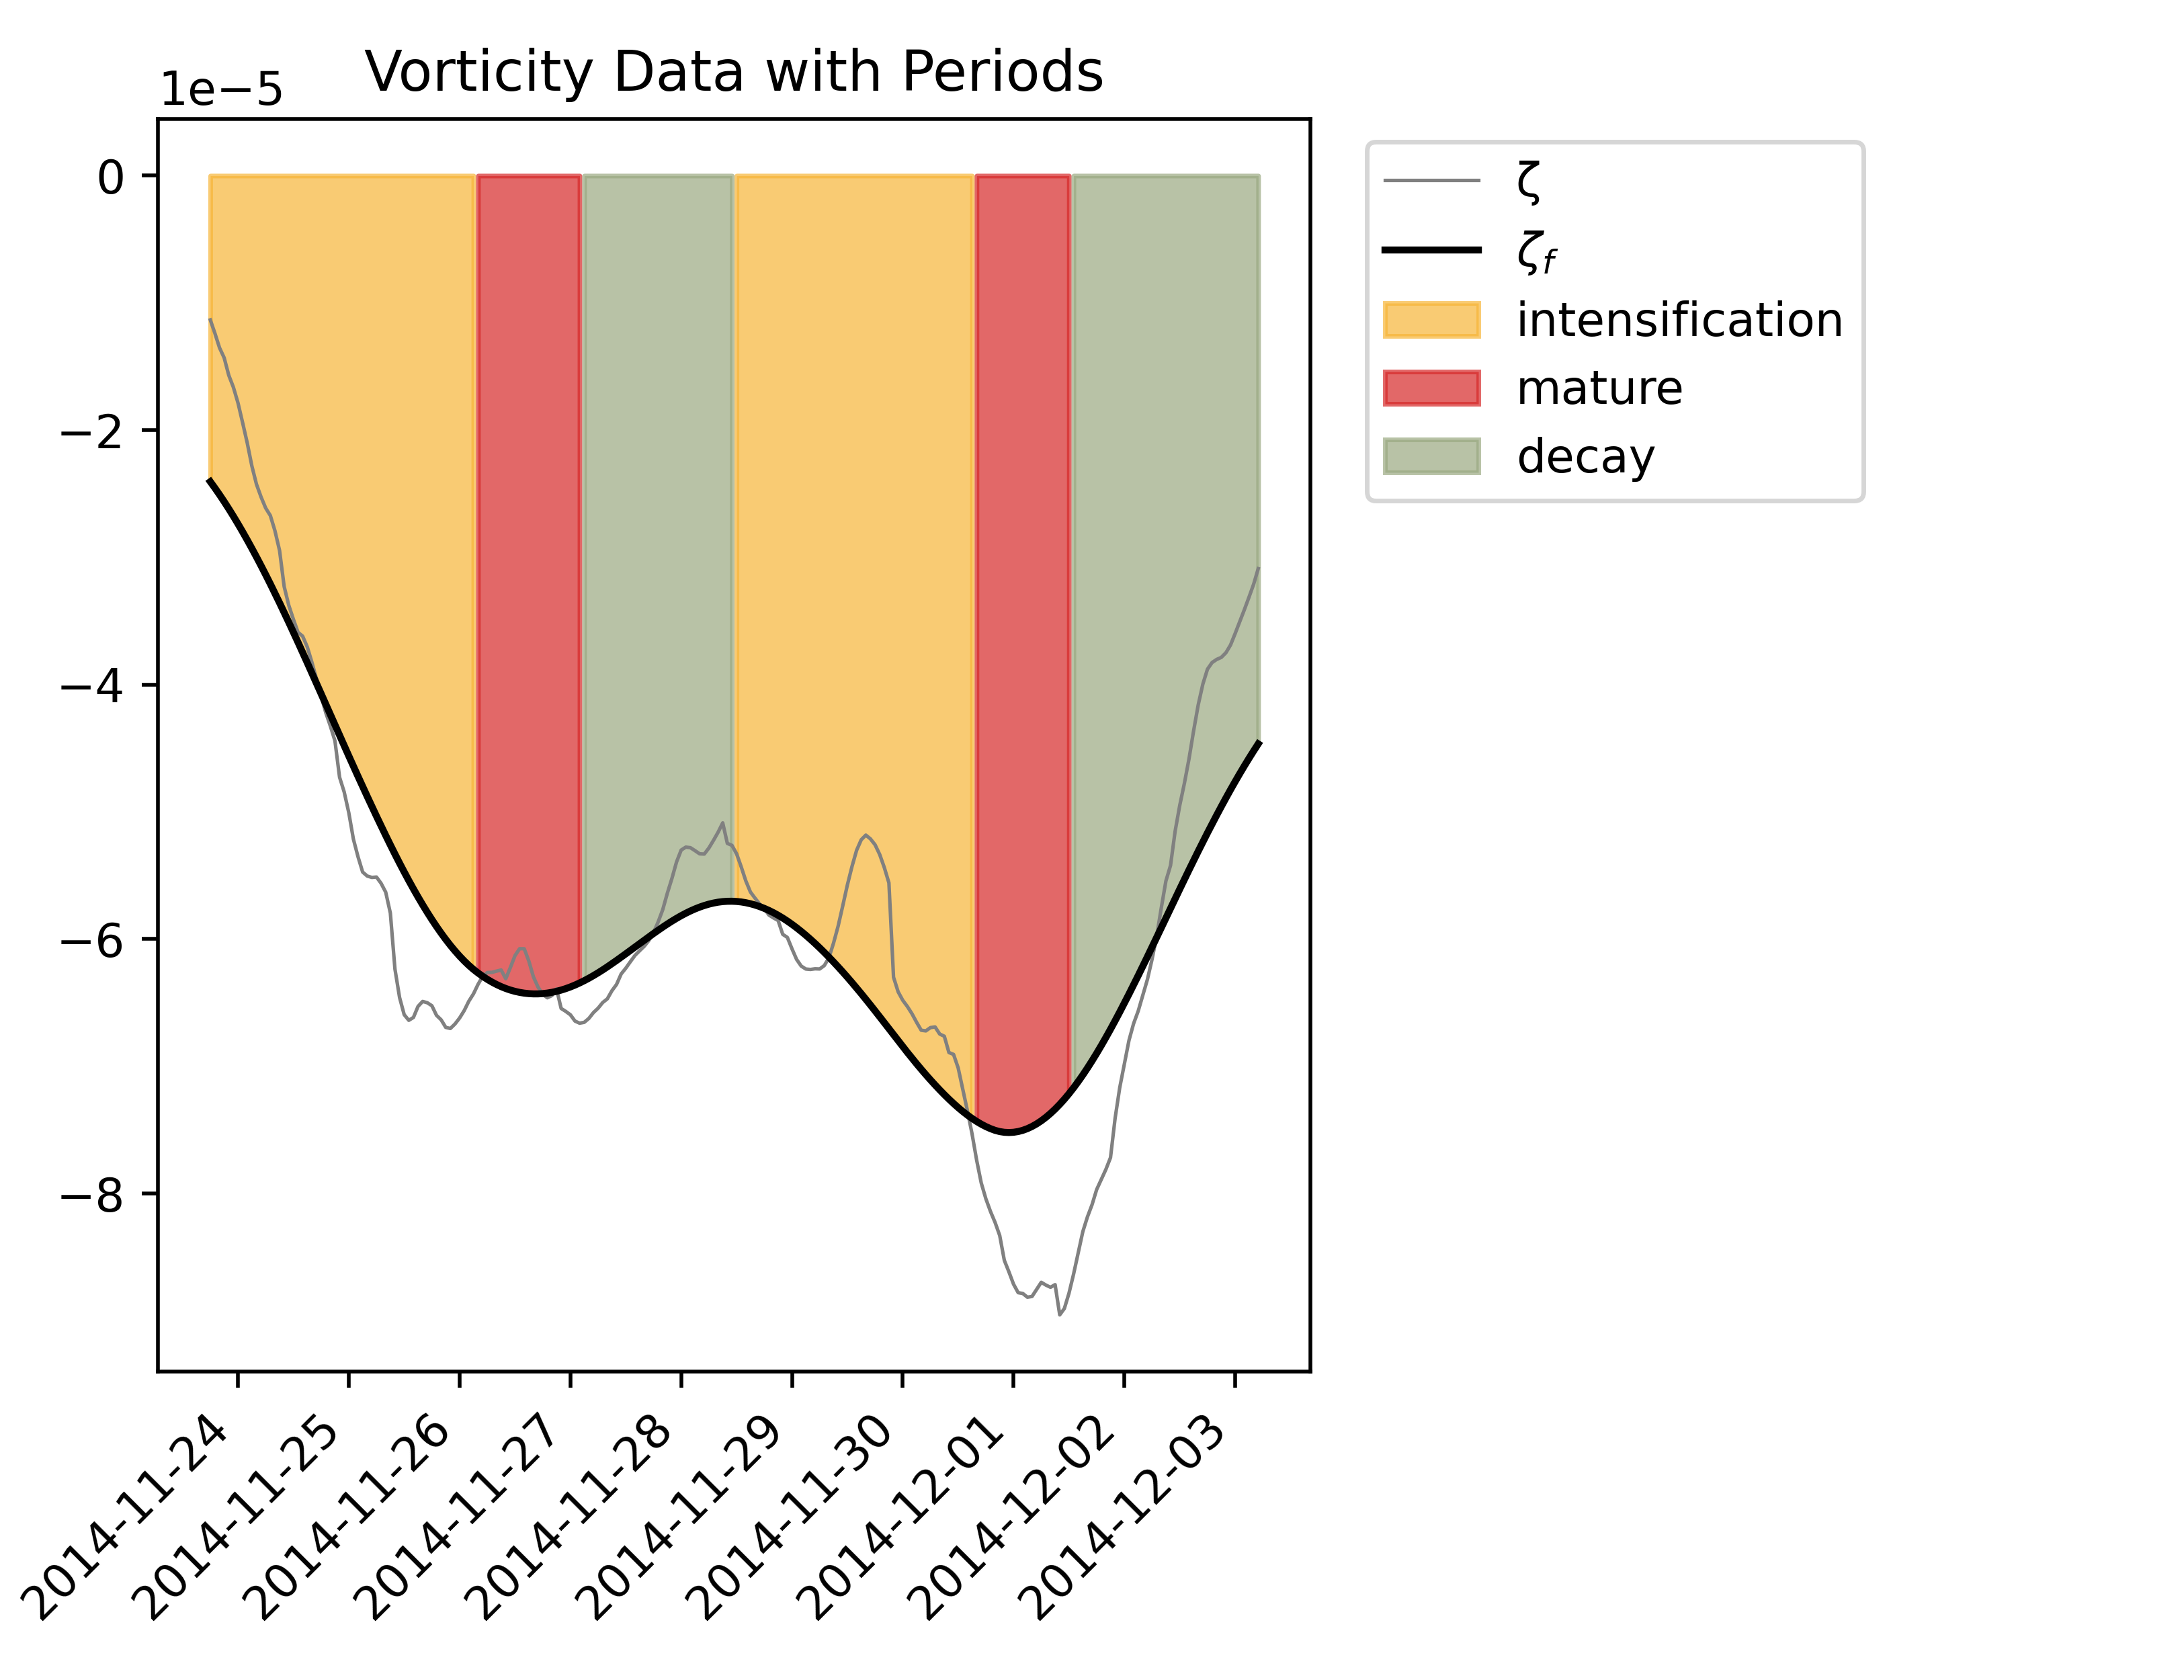 Vorticity Data with Periods
1e−5
0
−2
−4
−6
−8
2014-11-24
2014-11-25
2014-11-26
2014-11-27
2014-11-28
2014-11-29
2014-11-30
2014-12-01
2014-12-02
2014-12-03
ζ
ζf
intensification
mature
decay